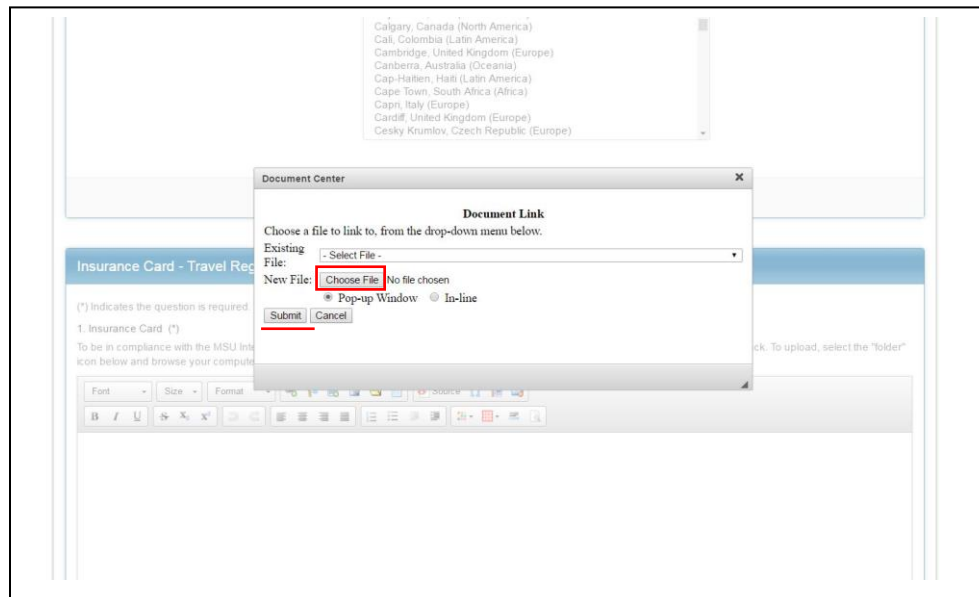 Calgary, Canada (North America)
Cali, Colombia (Latin America)
Cambridge, United Kingdom (Europe)
Canberra, Australia (Oceania)
Cap-Haitien, Haiti (Latin America)
Cape Town, South Africa (Africa)
Capri, Italy (Europe)
Cardiff, United Kingdom (Europe)
Cesky Krumlov, Czech Republic (Europe)
Document Center
Document Link
Choose a file to link to, from the drop-down menu below.
Existing File: - Select File -
New File: Choose File No file chosen
Pop-up Window In-line
Submit Cancel
Insurance Card - Travel Reg
(*) Indicates the question is required
1. Insurance Card (*)
To be in compliance with the MSU Inte ck. To upload, select the "folder"
icon below and browse your compute
Font Size Format Source
B I U S X₂ X²